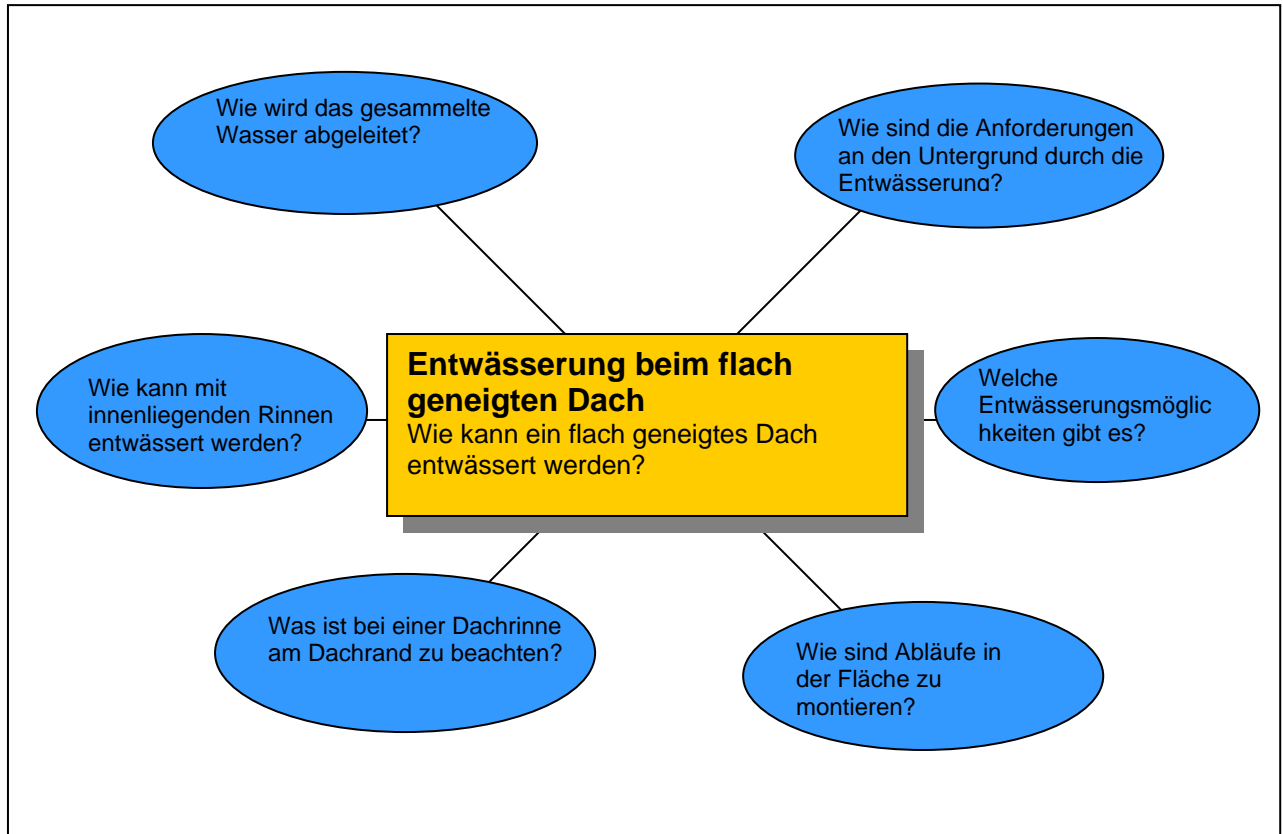 Wie wird das gesammelte
Wasser abgeleitet?
Wie sind die Anforderungen
an den Untergrund durch die
Entwässerung?
Entwässerung beim flach
geneigten Dach
Wie kann ein flach geneigtes Dach
entwässert werden?
Wie kann mit
innenliegenden Rinnen
entwässert werden?
Welche
Entwässerungsmöglic
hkeiten gibt es?
Was ist bei einer Dachrinne
am Dachrand zu beachten?
Wie sind Abläufe in
der Fläche zu
montieren?